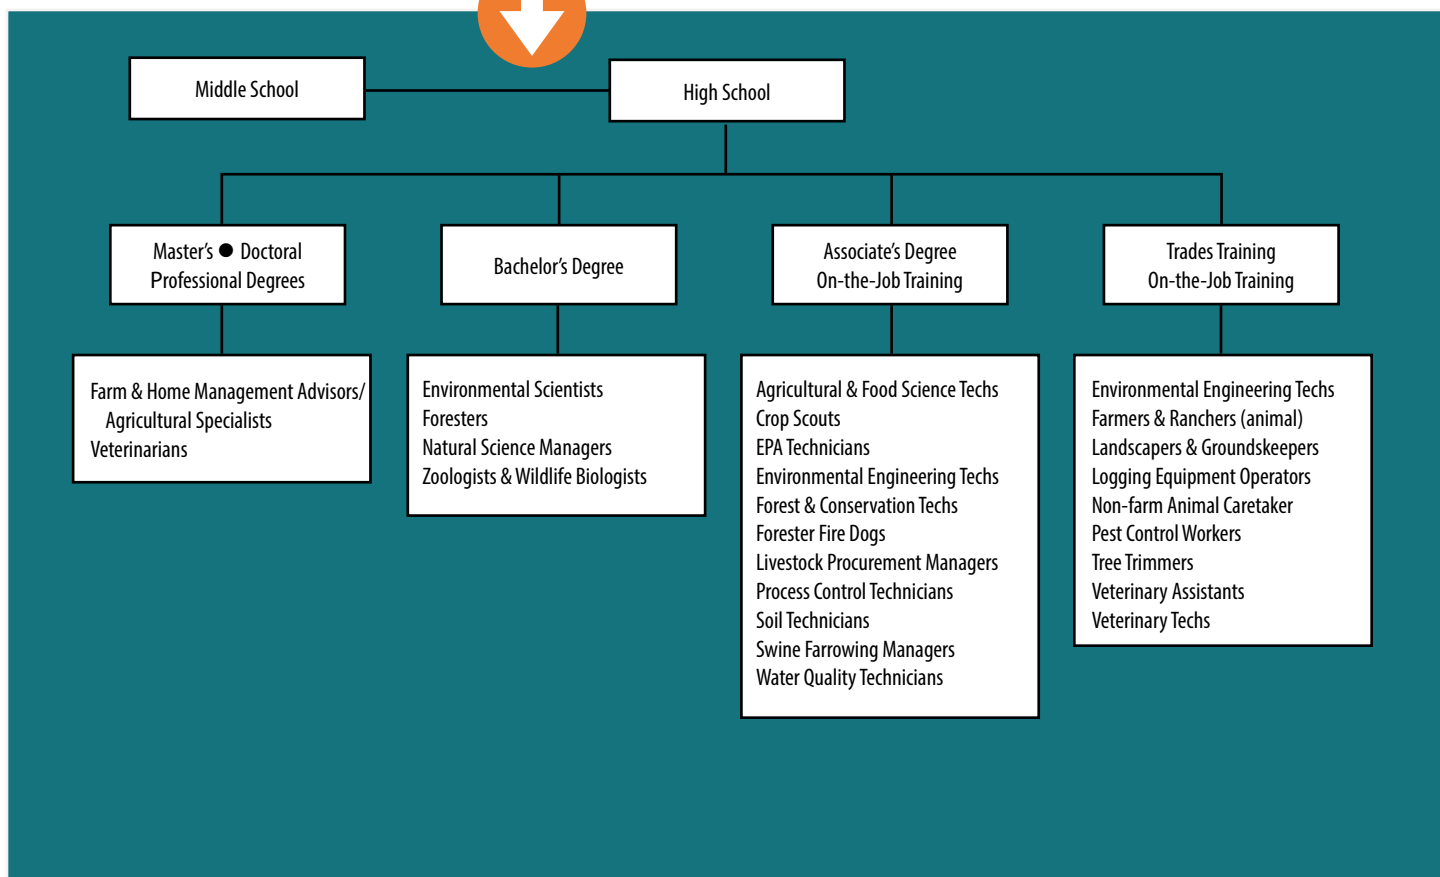 Middle School
High School
Master's ● Doctoral
Professional Degrees
Bachelor's Degree
Associate's Degree
On-the-Job Training
Trades Training
On-the-Job Training
Farm & Home Management Advisors/
Agricultural Specialists
Veterinarians
Environmental Scientists
Foresters
Natural Science Managers
Zoologists & Wildlife Biologists
Agricultural & Food Science Techs
Crop Scouts
EPA Technicians
Environmental Engineering Techs
Forest & Conservation Techs
Forester Fire Dogs
Livestock Procurement Managers
Process Control Technicians
Soil Technicians
Swine Farrowing Managers
Water Quality Technicians
Environmental Engineering Techs
Farmers & Ranchers (animal)
Landscapers & Groundskeepers
Logging Equipment Operators
Non-farm Animal Caretaker
Pest Control Workers
Tree Trimmers
Veterinary Assistants
Veterinary Techs